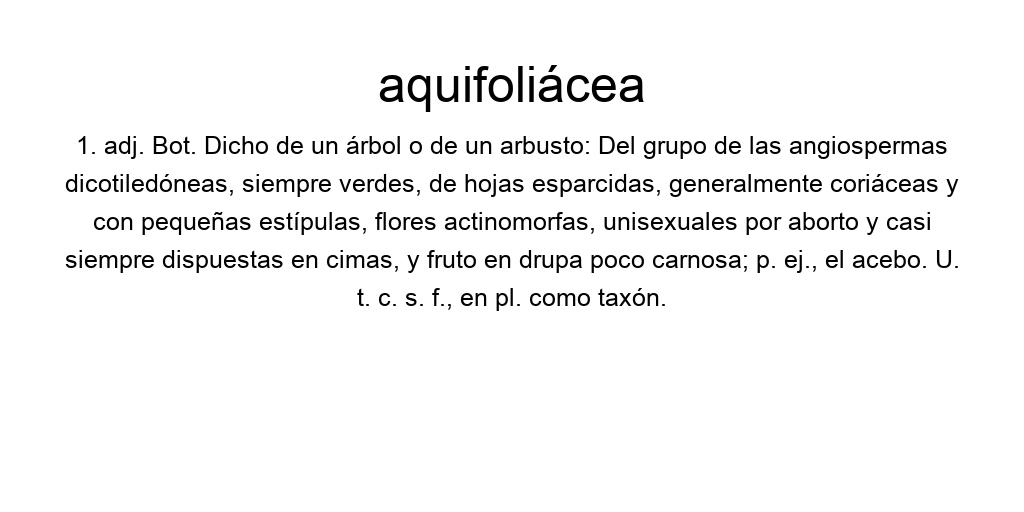 aquifoliácea
1. adj. Bot. Dicho de un árbol o de un arbusto: Del grupo de las angiospermas
dicotiledóneas, siempre verdes, de hojas esparcidas, generalmente coriáceas y
con pequeñas estípulas, flores actinomorfas, unisexuales por aborto y casi
siempre dispuestas en cimas, y fruto en drupa poco carnosa; p. ej., el acebo. U.
t. c. s. f., en pl. como taxón.